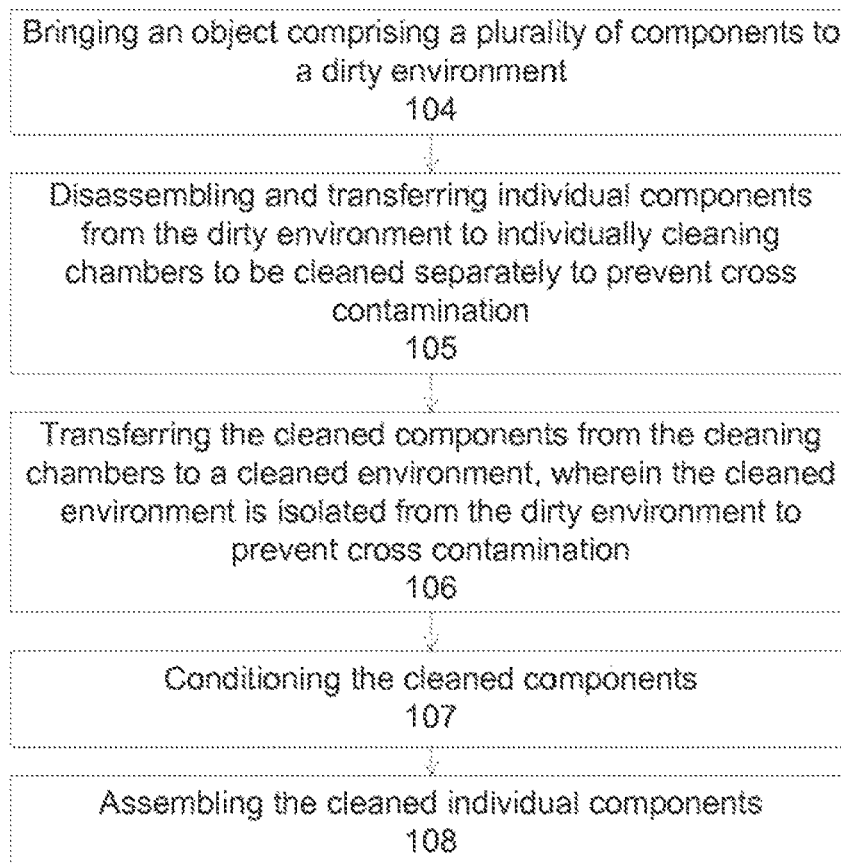 Bringing an object comprising a plurality of components to
a dirty environment
104
Disassembling and transferring individual components
from the dirty environment to individually cleaning
chambers to be cleaned separately to prevent cross
contamination
105
Transferring the cleaned components from the cleaning
chambers to a cleaned environment, wherein the cleaned
environment is isolated from the dirty environment to
prevent cross contamination
106
Conditioning the cleaned components
107
Assembling the cleaned individual components
108